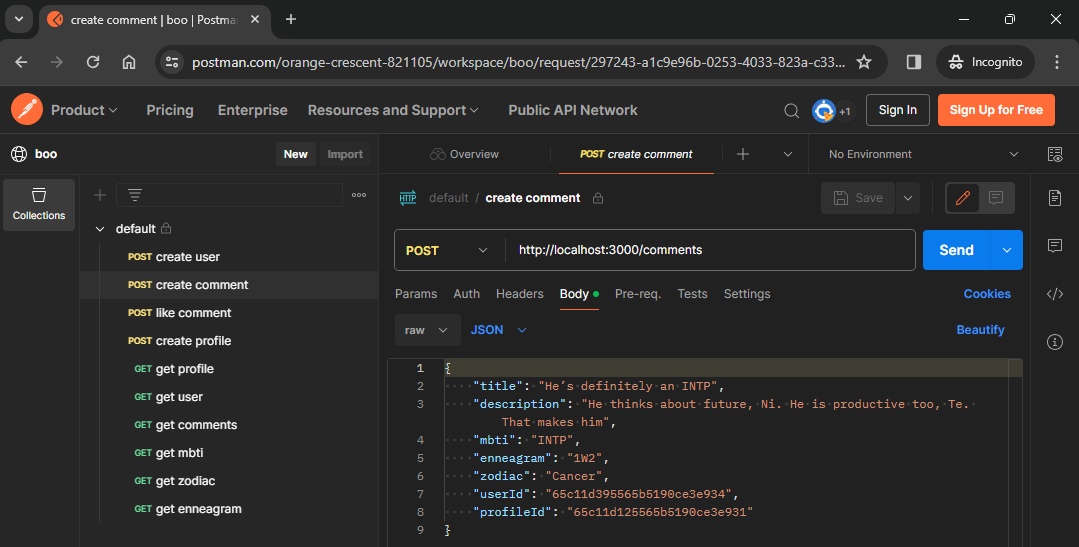 create comment | boo | Postma
postman.com/orange-crescent-821105/workspace/boo/request/297243-a1c9e96b-0253-4033-823a-c33...
Incognito
Product
Pricing
Enterprise
Resources and Support
Public API Network
+1
Sign In
Sign Up for Free
boo
New
Import
Overview
POST create comment
No Environment
Collections
default
POST create user
POST create comment
POST like comment
POST create profile
GET get profile
GET get user
GET get comments
GET get mbti
GET get zodiac
GET get enneagram
HTTP default / create comment
Save
POST http://localhost:3000/comments
Send
Params Auth Headers Body Pre-req. Tests Settings
Cookies
raw JSON
Beautify
1 {
2 ····"title":·"He’s·definitely·an·INTP",
3 ····"description":·"He·thinks·about·future,·Ni.·He·is·productive·too,·Te.·
That·makes·him",
4 ····"mbti":·"INTP",
5 ····"enneagram":·"1W2",
6 ····"zodiac":·"Cancer",
7 ····"userId":·"65c11d395565b5190ce3e934",
8 ····"profileId":·"65c11d125565b5190ce3e931"
9 }